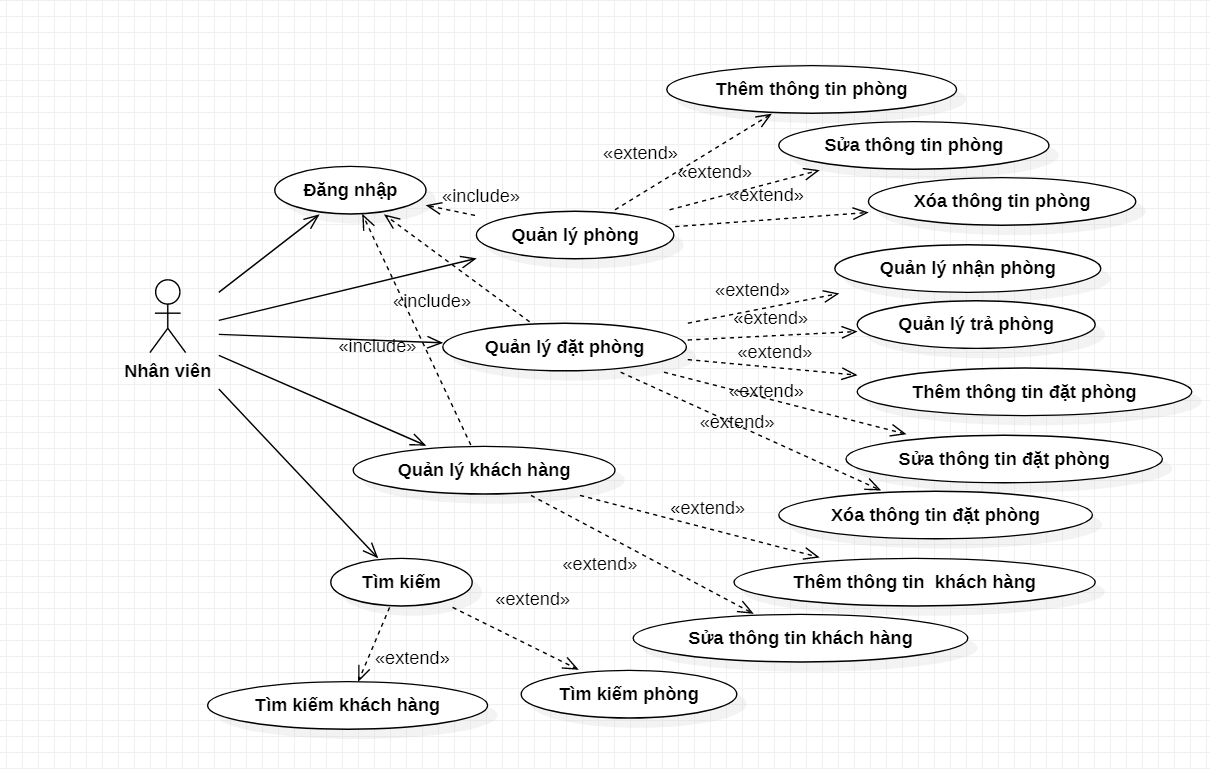 Thêm thông tin phòng
Sửa thông tin phòng
«extend»
«extend»
Đăng nhập
«include»
«extend»
Xóa thông tin phòng
Quản lý phòng
Quản lý nhận phòng
«extend»
«include»
«extend»
Quản lý trả phòng
«include»
Quản lý đặt phòng
«extend»
Nhân viên
«extend»
Thêm thông tin đặt phòng
«extend»
Quản lý khách hàng
Sửa thông tin đặt phòng
«extend»
Xóa thông tin đặt phòng
«extend»
Tìm kiếm
Thêm thông tin  khách hàng
«extend»
Sửa thông tin khách hàng
«extend»
Tìm kiếm phòng
Tìm kiếm khách hàng